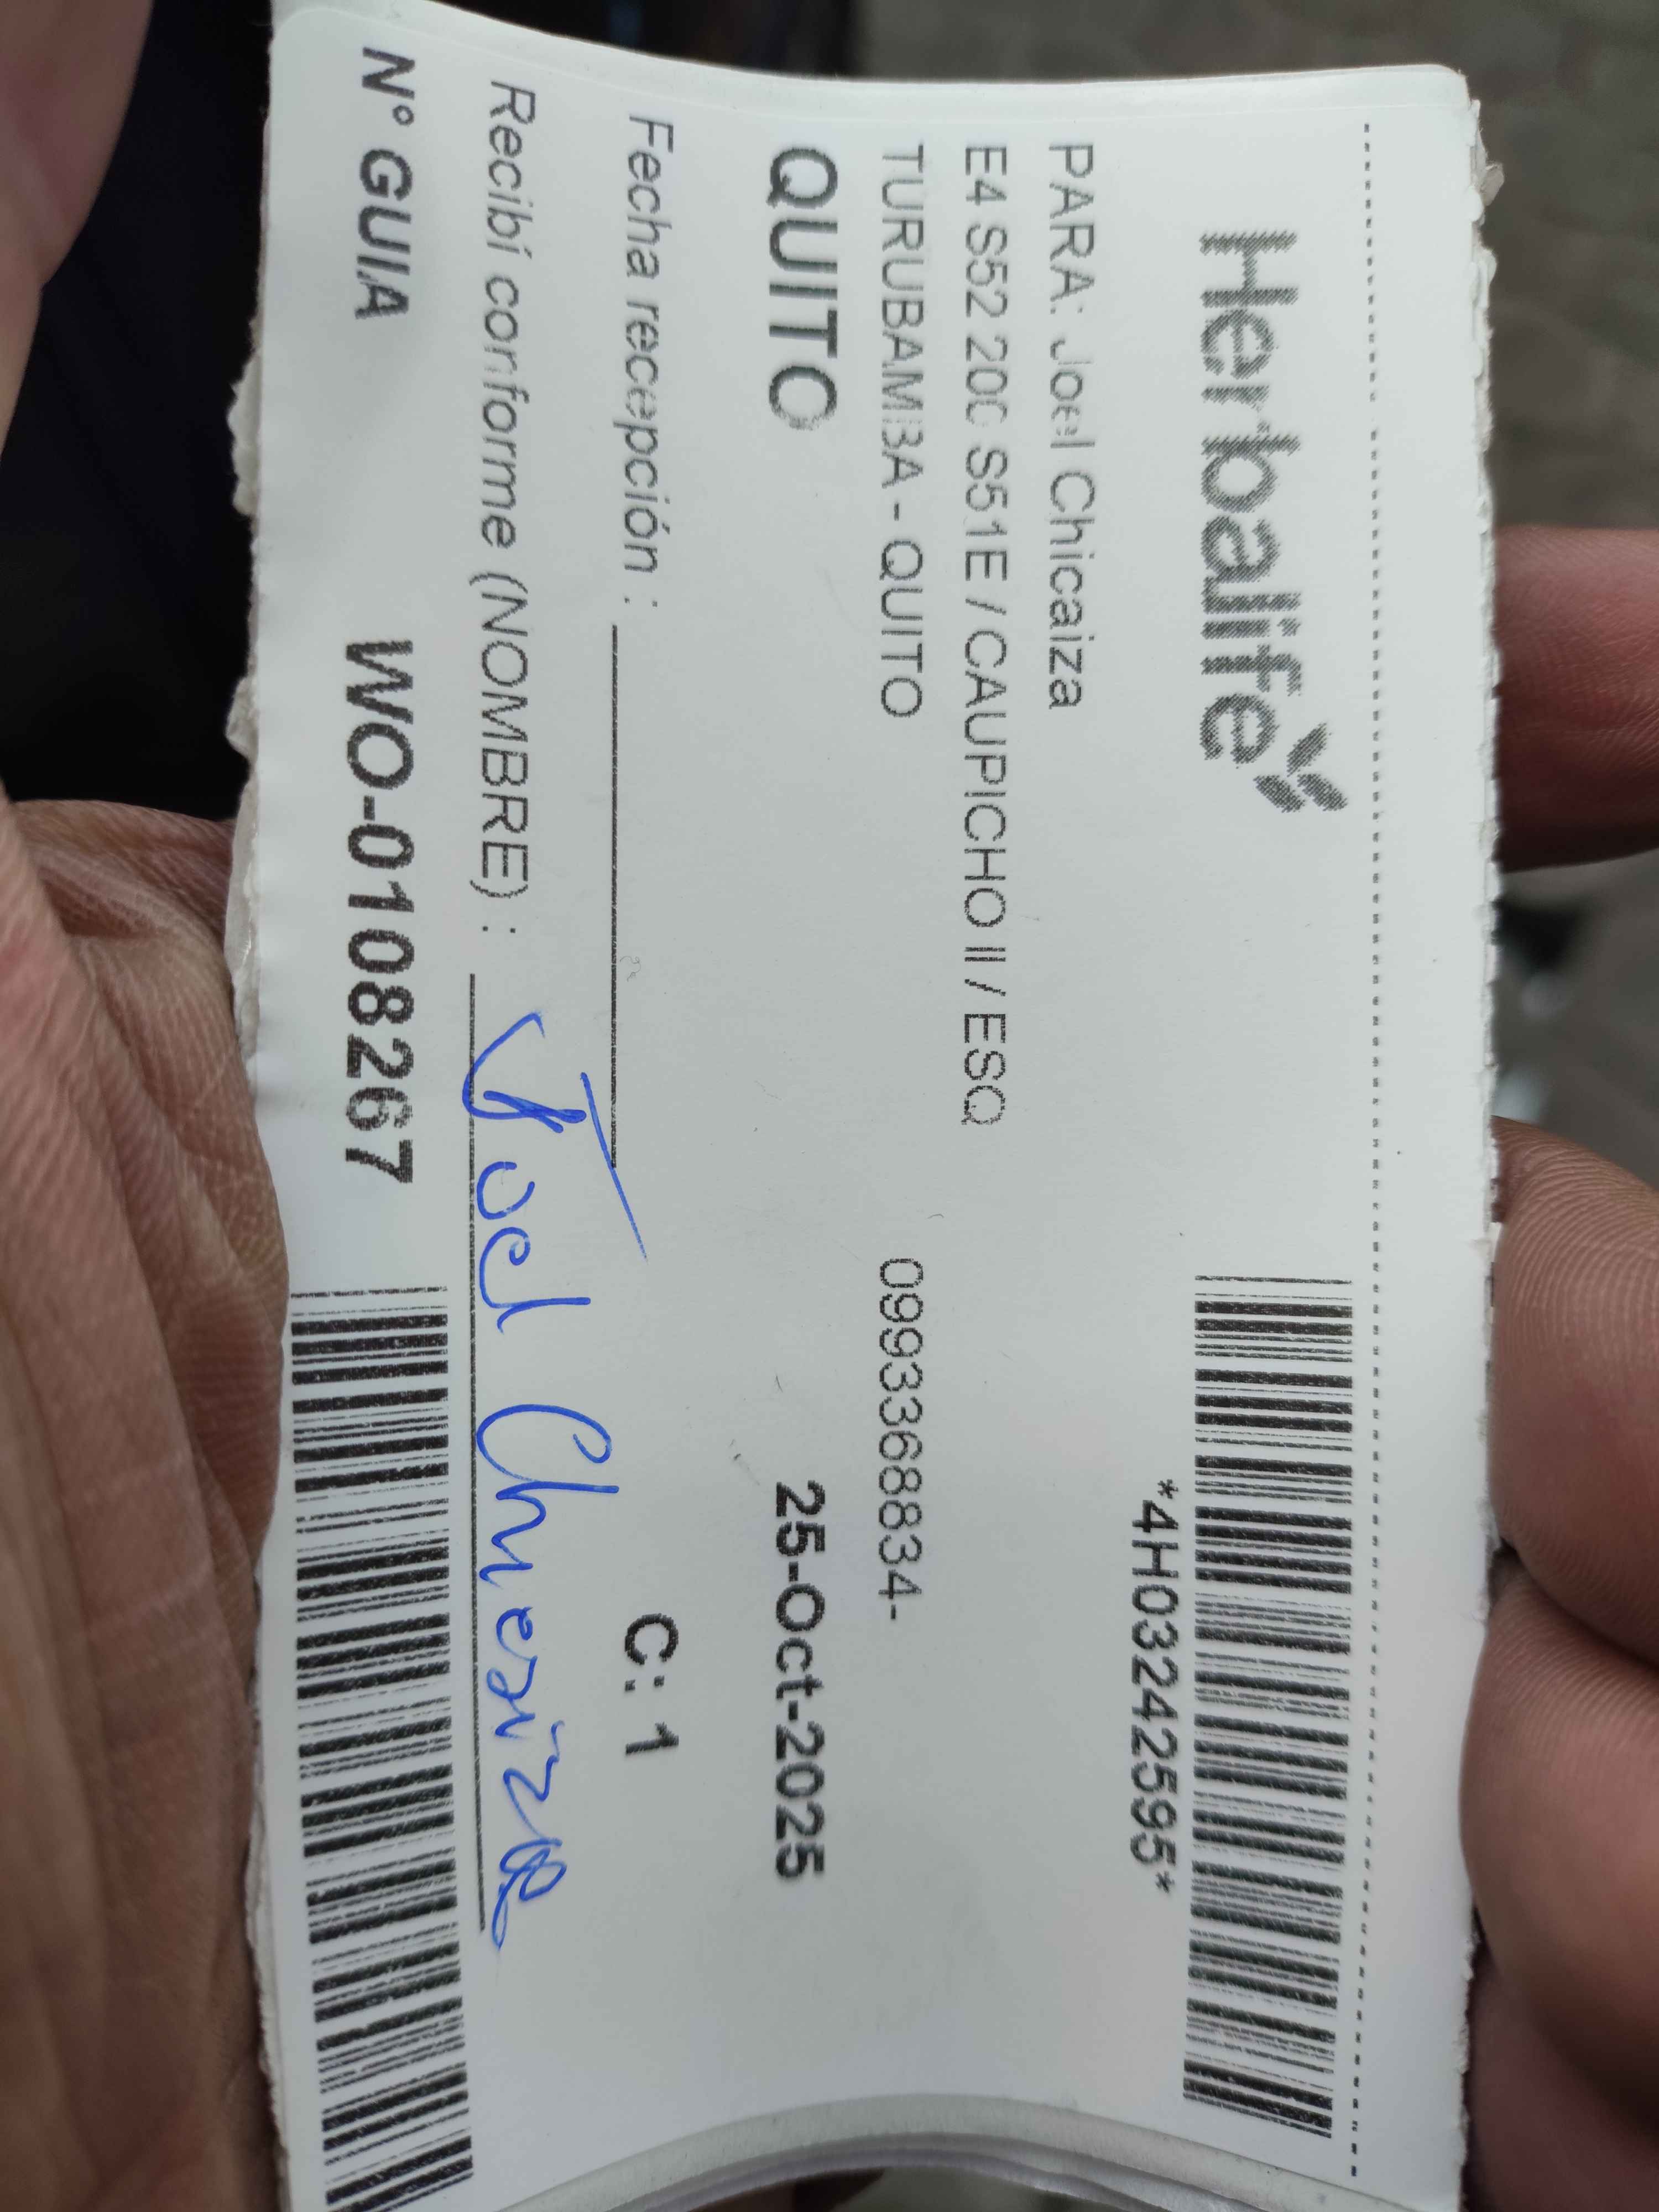 Herbalife
*4H03242595*
PARA: Joel Chicaiza
E4 S52 200 S51E / CAUPICHO II / ESQ
TURUBAMBA - QUITO 0993368834-
QUITO 25-Oct-2025
Fecha recepción : C: 1
Recibí conforme (NOMBRE) : Joel Chicaiza
N° GUIA WO-0108267